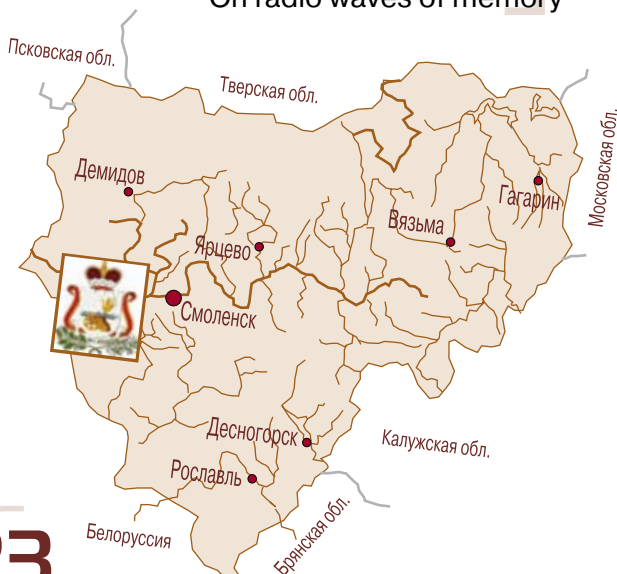 On radio waves of memory
Псковская обл.
Тверская обл.
Московская обл.
Демидов
Гагарин
Вязьма
Ярцево
Смоленск
Десногорск
Калужская обл.
Рославль
Брянская обл.
Белоруссия